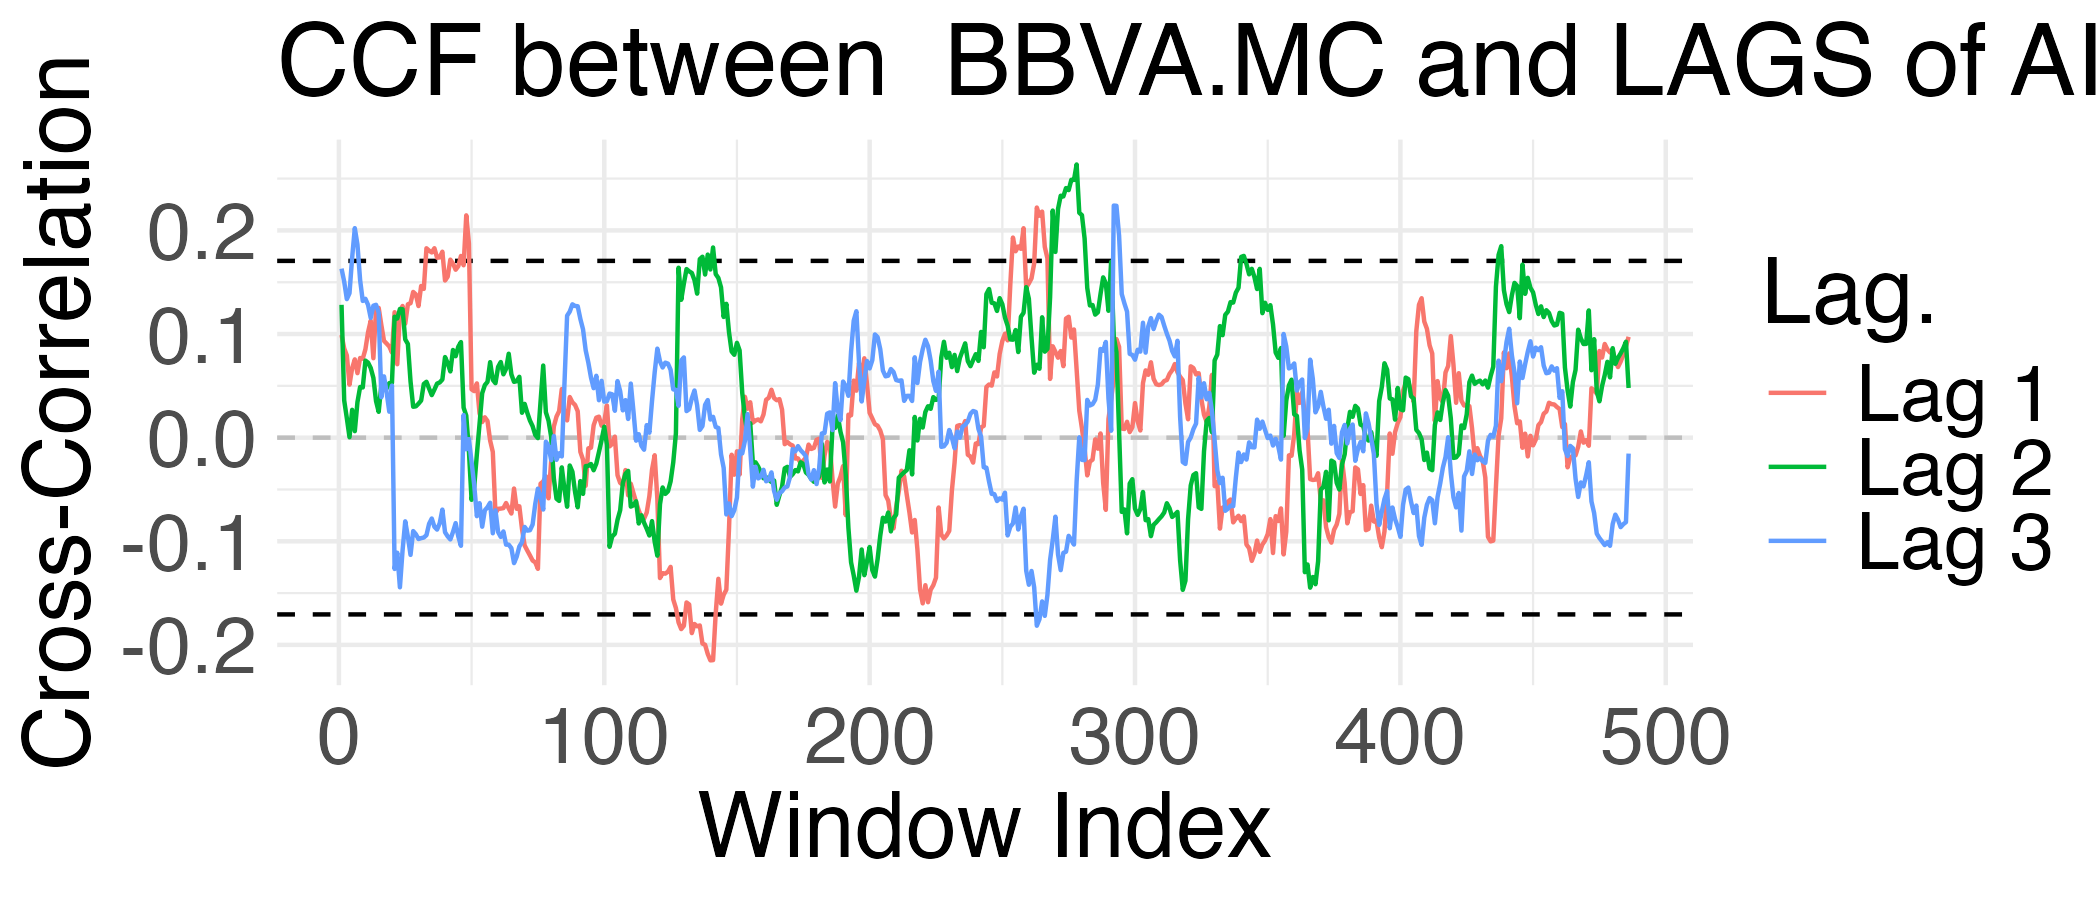 CCF between  BBVA.MC and LAGS of AI
Cross-Correlation
0.2
0.1
0.0
-0.1
-0.2
0 100 200 300 400 500
Window Index
Lag.
Lag 1
Lag 2
Lag 3